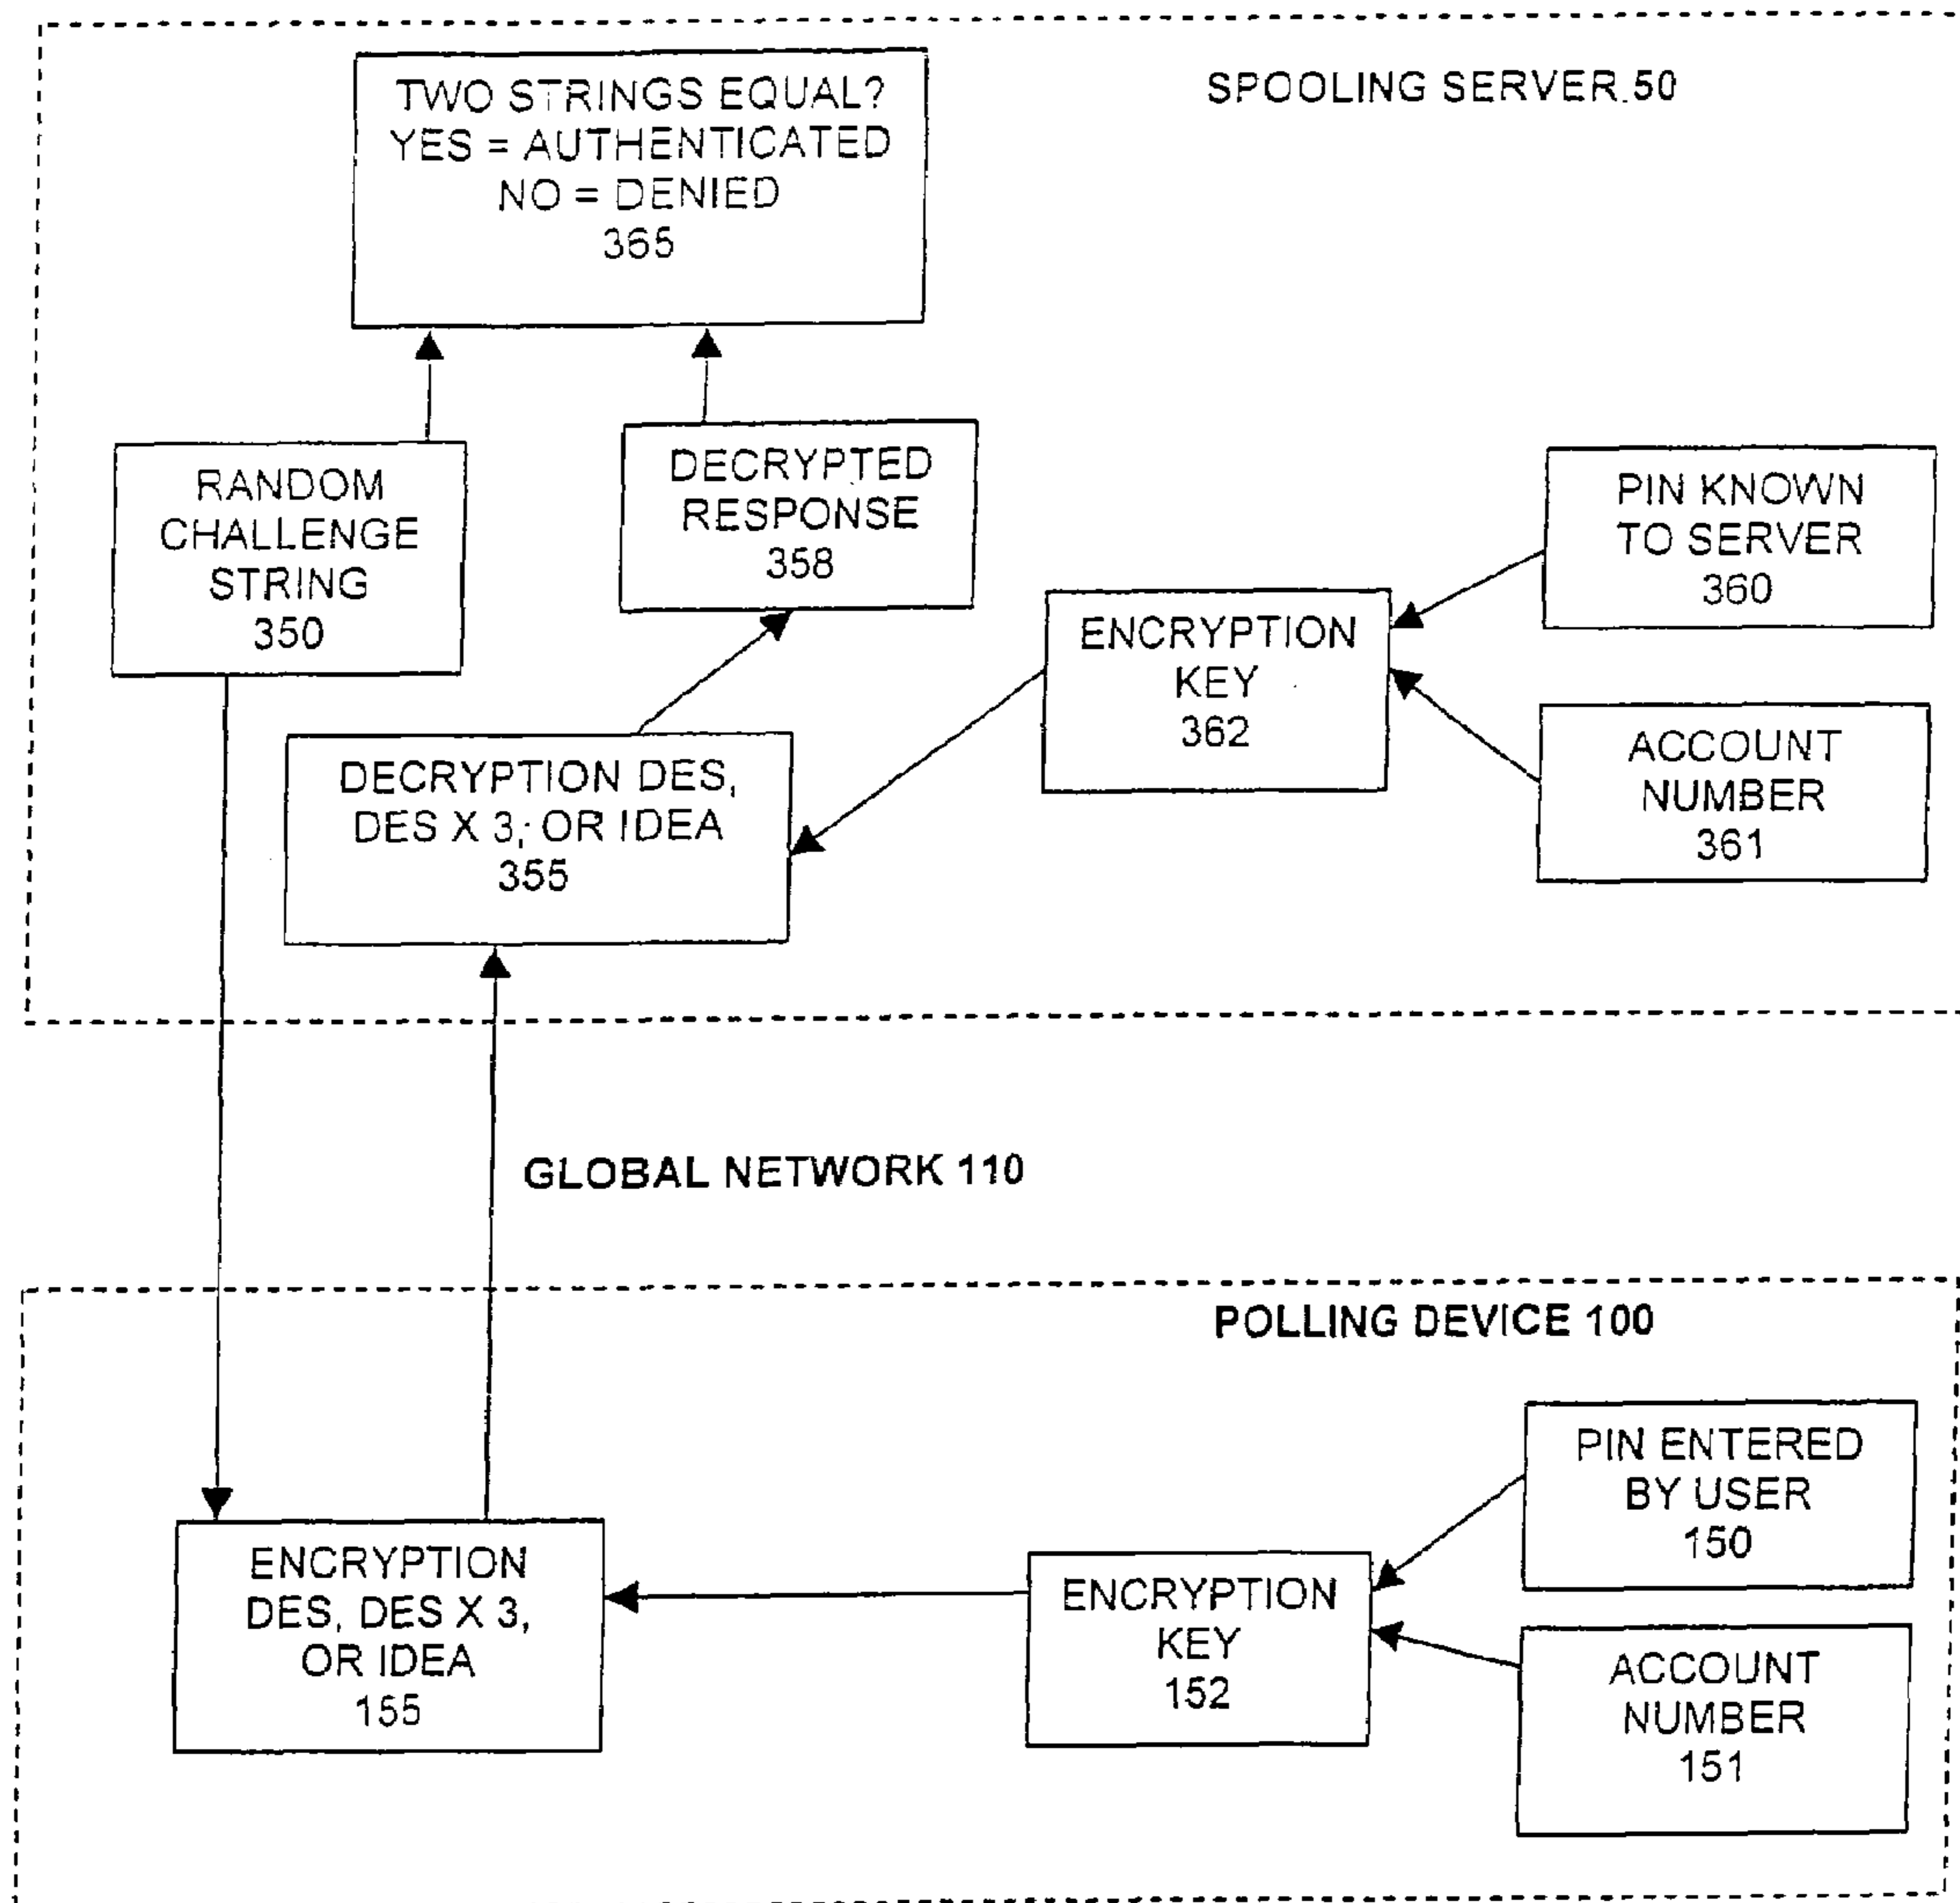 TWO STRINGS EQUAL?
YES = AUTHENTICATED
NO = DENIED
365
SPOOLING SERVER 50
RANDOM
CHALLENGE
STRING
350
DECRYPTED
RESPONSE
358
PIN KNOWN
TO SERVER
360
ENCRYPTION
KEY
362
ACCOUNT
NUMBER
361
DECRYPTION DES,
DES X 3, OR IDEA
355
GLOBAL NETWORK 110
POLLING DEVICE 100
PIN ENTERED
BY USER
150
ENCRYPTION
DES, DES X 3,
OR IDEA
155
ENCRYPTION
KEY
152
ACCOUNT
NUMBER
151